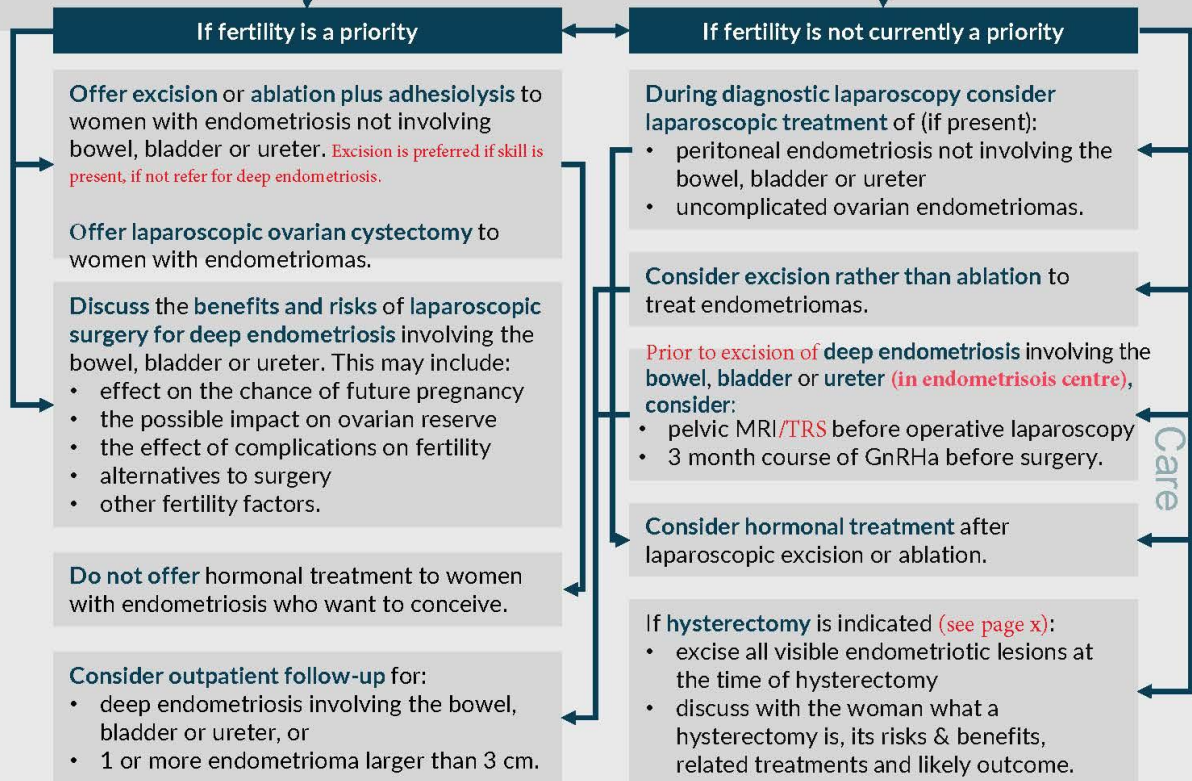 If fertility is a priority
Offer excision or ablation plus adhesiolysis to
women with endometriosis not involving
bowel, bladder or ureter. Excision is preferred if skill is
present, if not refer for deep endometriosis.
Offer laparoscopic ovarian cystectomy to
women with endometriomas.
Discuss the benefits and risks of laparoscopic
surgery for deep endometriosis involving the
bowel, bladder or ureter. This may include:
• effect on the chance of future pregnancy
• the possible impact on ovarian reserve
• the effect of complications on fertility
• alternatives to surgery
• other fertility factors.
Do not offer hormonal treatment to women
with endometriosis who want to conceive.
Consider outpatient follow-up for:
• deep endometriosis involving the bowel,
bladder or ureter, or
• 1 or more endometrioma larger than 3 cm.
If fertility is not currently a priority
During diagnostic laparoscopy consider
laparoscopic treatment of (if present):
• peritoneal endometriosis not involving the
bowel, bladder or ureter
• uncomplicated ovarian endometriomas.
Consider excision rather than ablation to
treat endometriomas.
Prior to excision of deep endometriosis involving the
bowel, bladder or ureter (in endometrisois centre),
consider:
• pelvic MRI/TRS before operative laparoscopy
• 3 month course of GnRHa before surgery.
Consider hormonal treatment after
laparoscopic excision or ablation.
If hysterectomy is indicated (see page x):
• excise all visible endometriotic lesions at
the time of hysterectomy
• discuss with the woman what a
hysterectomy is, its risks & benefits,
related treatments and likely outcome.
Care